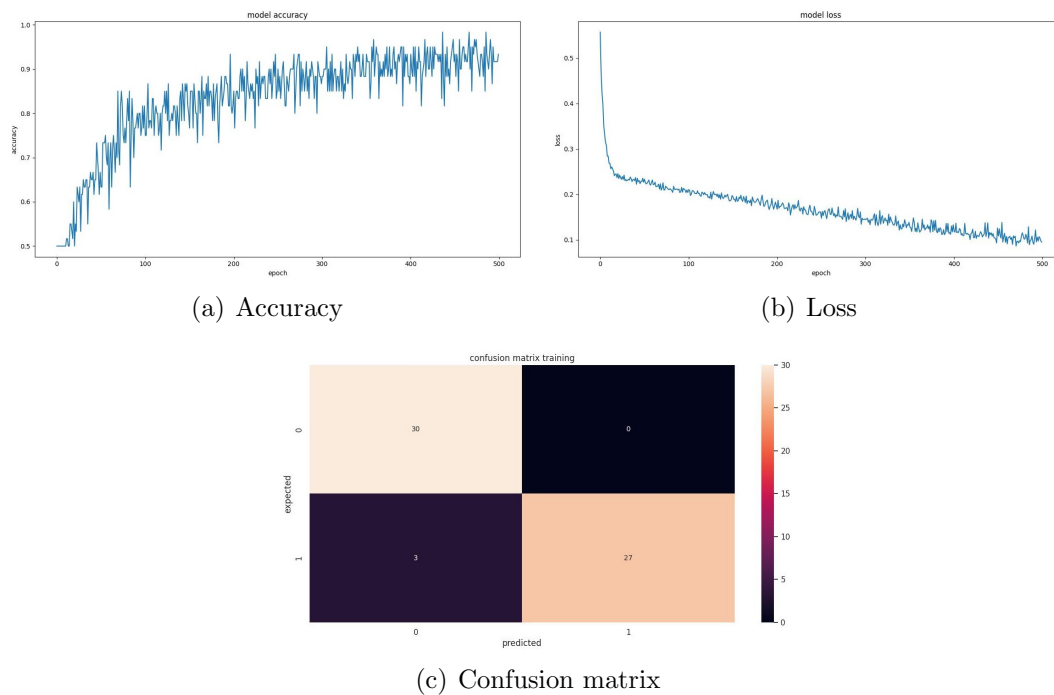 model accuracy
1.0
0.9
0.8
0.7
0.6
0.5
accuracy
0 100 200 300 400 500
epoch
(a) Accuracy
model loss
0.5
0.4
0.3
0.2
0.1
loss
0 100 200 300 400 500
epoch
(b) Loss
confusion matrix training
0
1
expected
30 0
3 27
0 1
predicted
30
25
20
15
10
5
0
(c) Confusion matrix